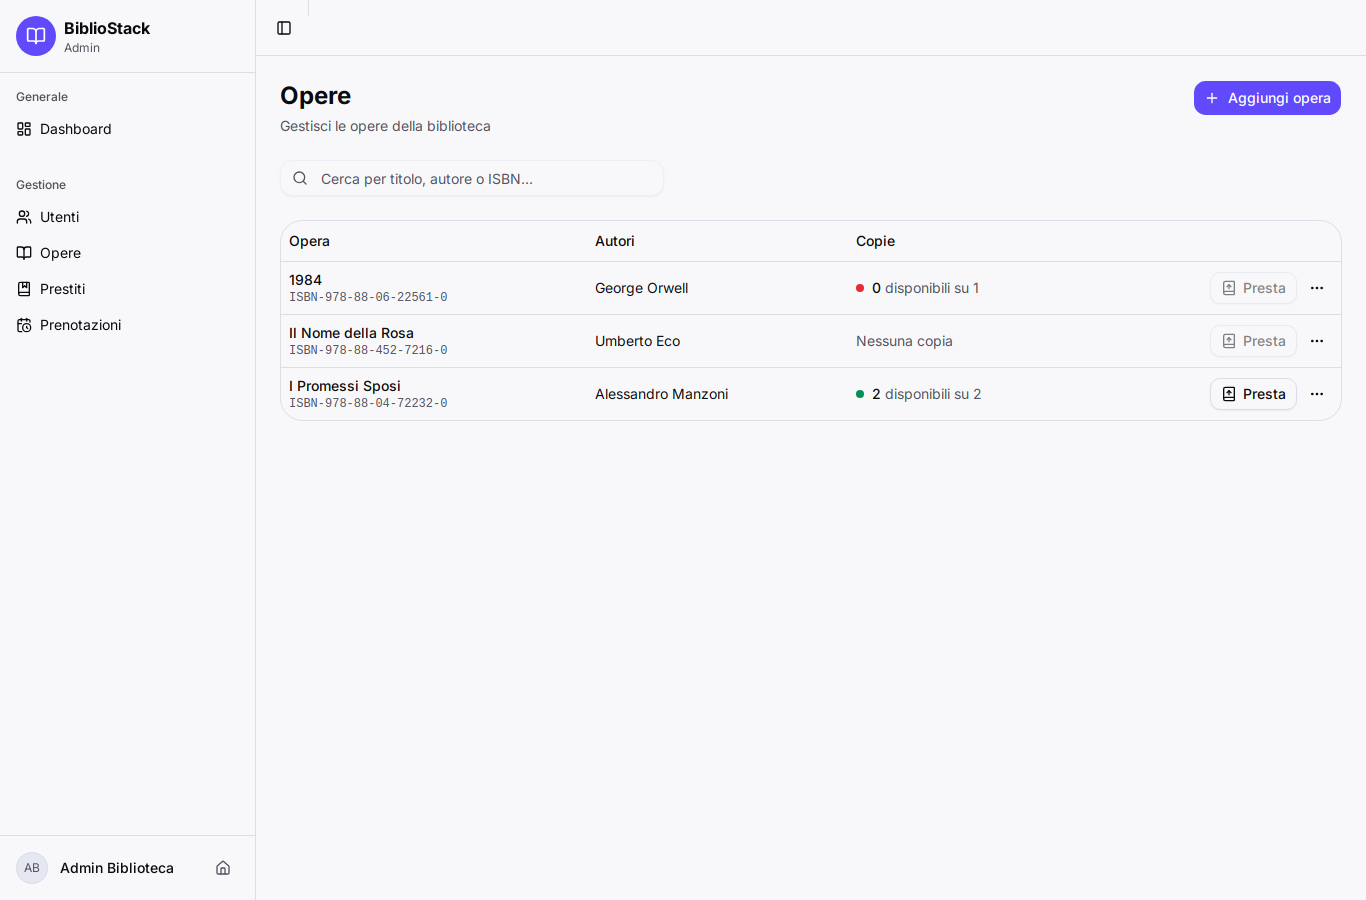 BiblioStack
Admin
Generale
Dashboard
Gestione
Utenti
Opere
Prestiti
Prenotazioni
AB
Admin Biblioteca
Opere
Gestisci le opere della biblioteca
Aggiungi opera
Cerca per titolo, autore o ISBN...
Opera Autori Copie
1984
ISBN-978-88-06-22561-0
George Orwell
0 disponibili su 1
Presta
Il Nome della Rosa
ISBN-978-88-452-7216-0
Umberto Eco
Nessuna copia
Presta
I Promessi Sposi
ISBN-978-88-04-72232-0
Alessandro Manzoni
2 disponibili su 2
Presta